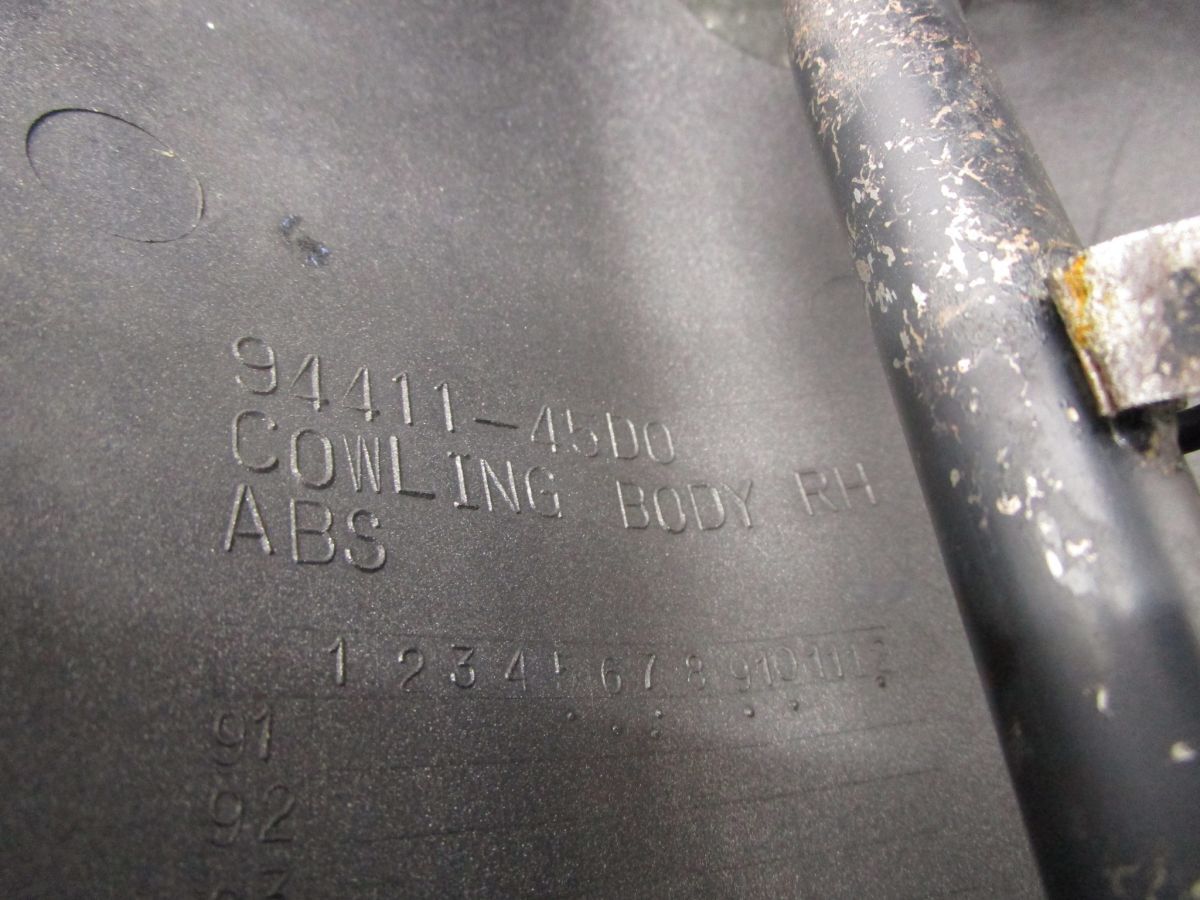 94411-45D0
COWLING BODY RH
ABS
1 2 3 4 5 6 7 8 9 10 11 12
91
92